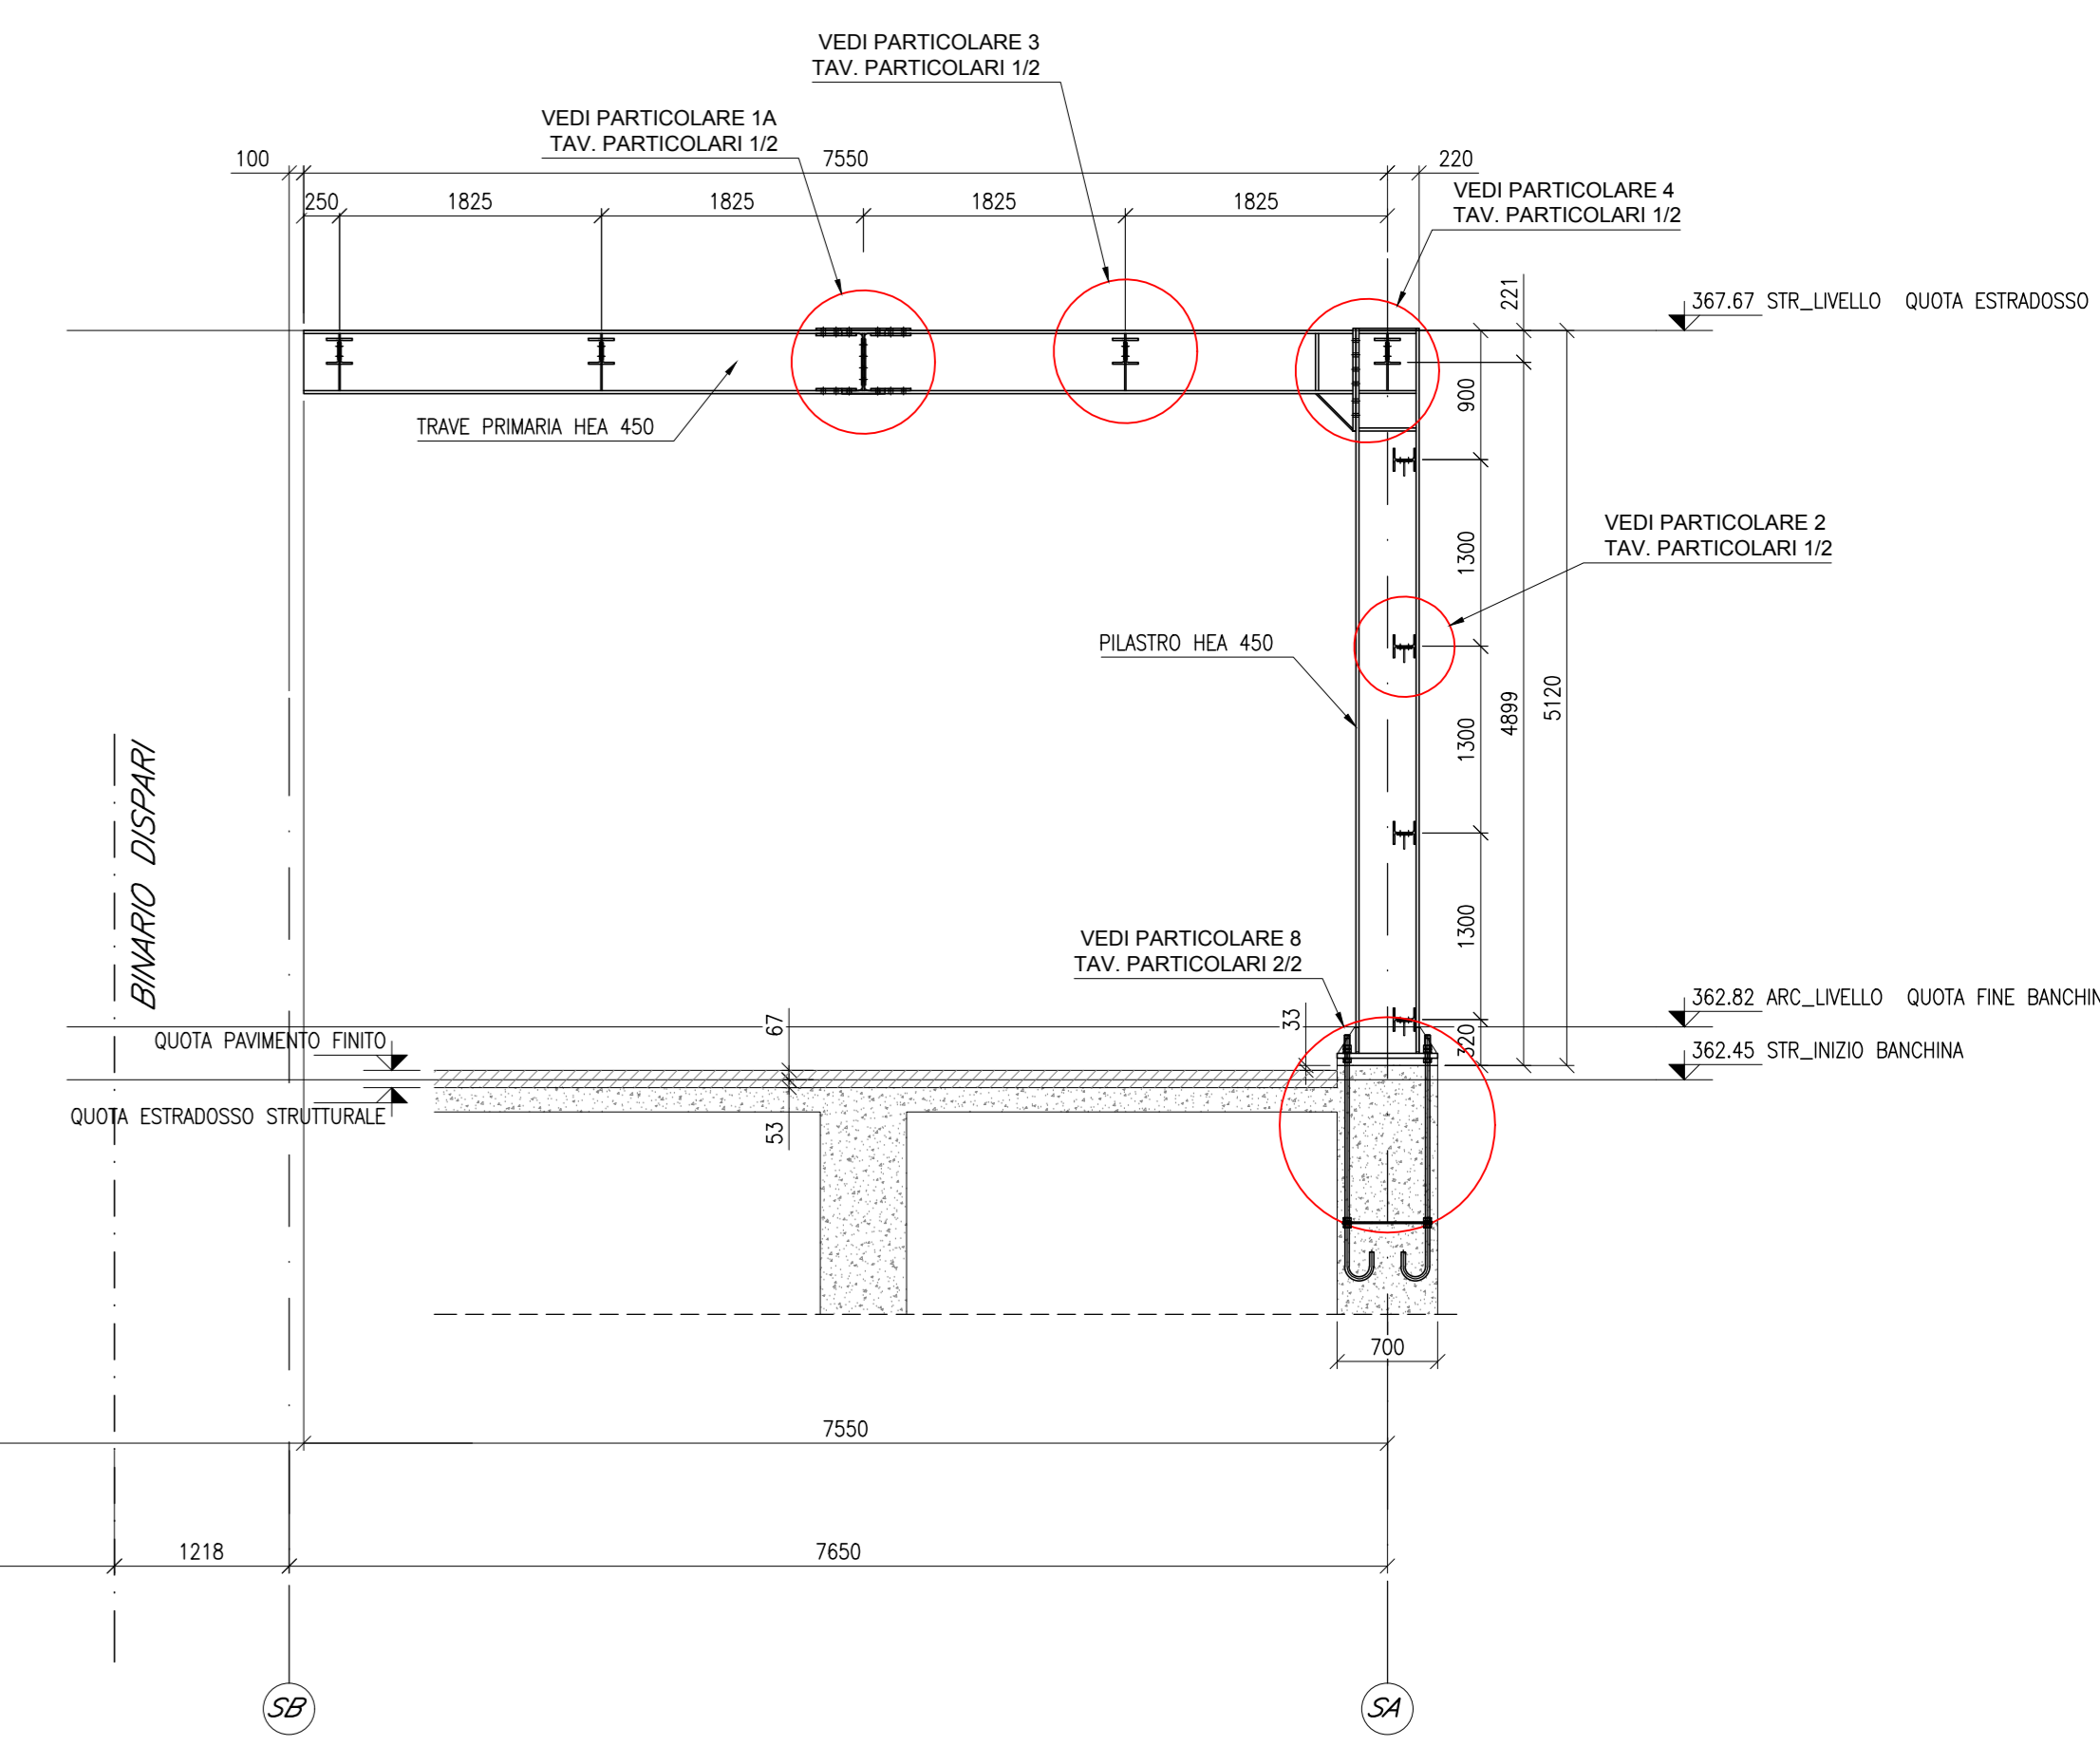 VEDI PARTICOLARE 3
TAV. PARTICOLARI 1/2
VEDI PARTICOLARE 1A
TAV. PARTICOLARI 1/2
100
7550
220
VEDI PARTICOLARE 4
TAV. PARTICOLARI 1/2
250
1825
1825
1825
1825
221
367.67 STR_LIVELLO QUOTA ESTRADOSSO
900
TRAVE PRIMARIA HEA 450
VEDI PARTICOLARE 2
TAV. PARTICOLARI 1/2
1300
PILASTRO HEA 450
4899
5120
1300
BINARIO DISPARI
1300
VEDI PARTICOLARE 8
TAV. PARTICOLARI 2/2
362.82 ARC_LIVELLO QUOTA FINE BANCHIN
67
33
320
QUOTA PAVIMENTO FINITO
362.45 STR_INIZIO BANCHINA
QUOTA ESTRADOSSO STRUTTURALE
53
700
7550
1218
7650
SB
SA